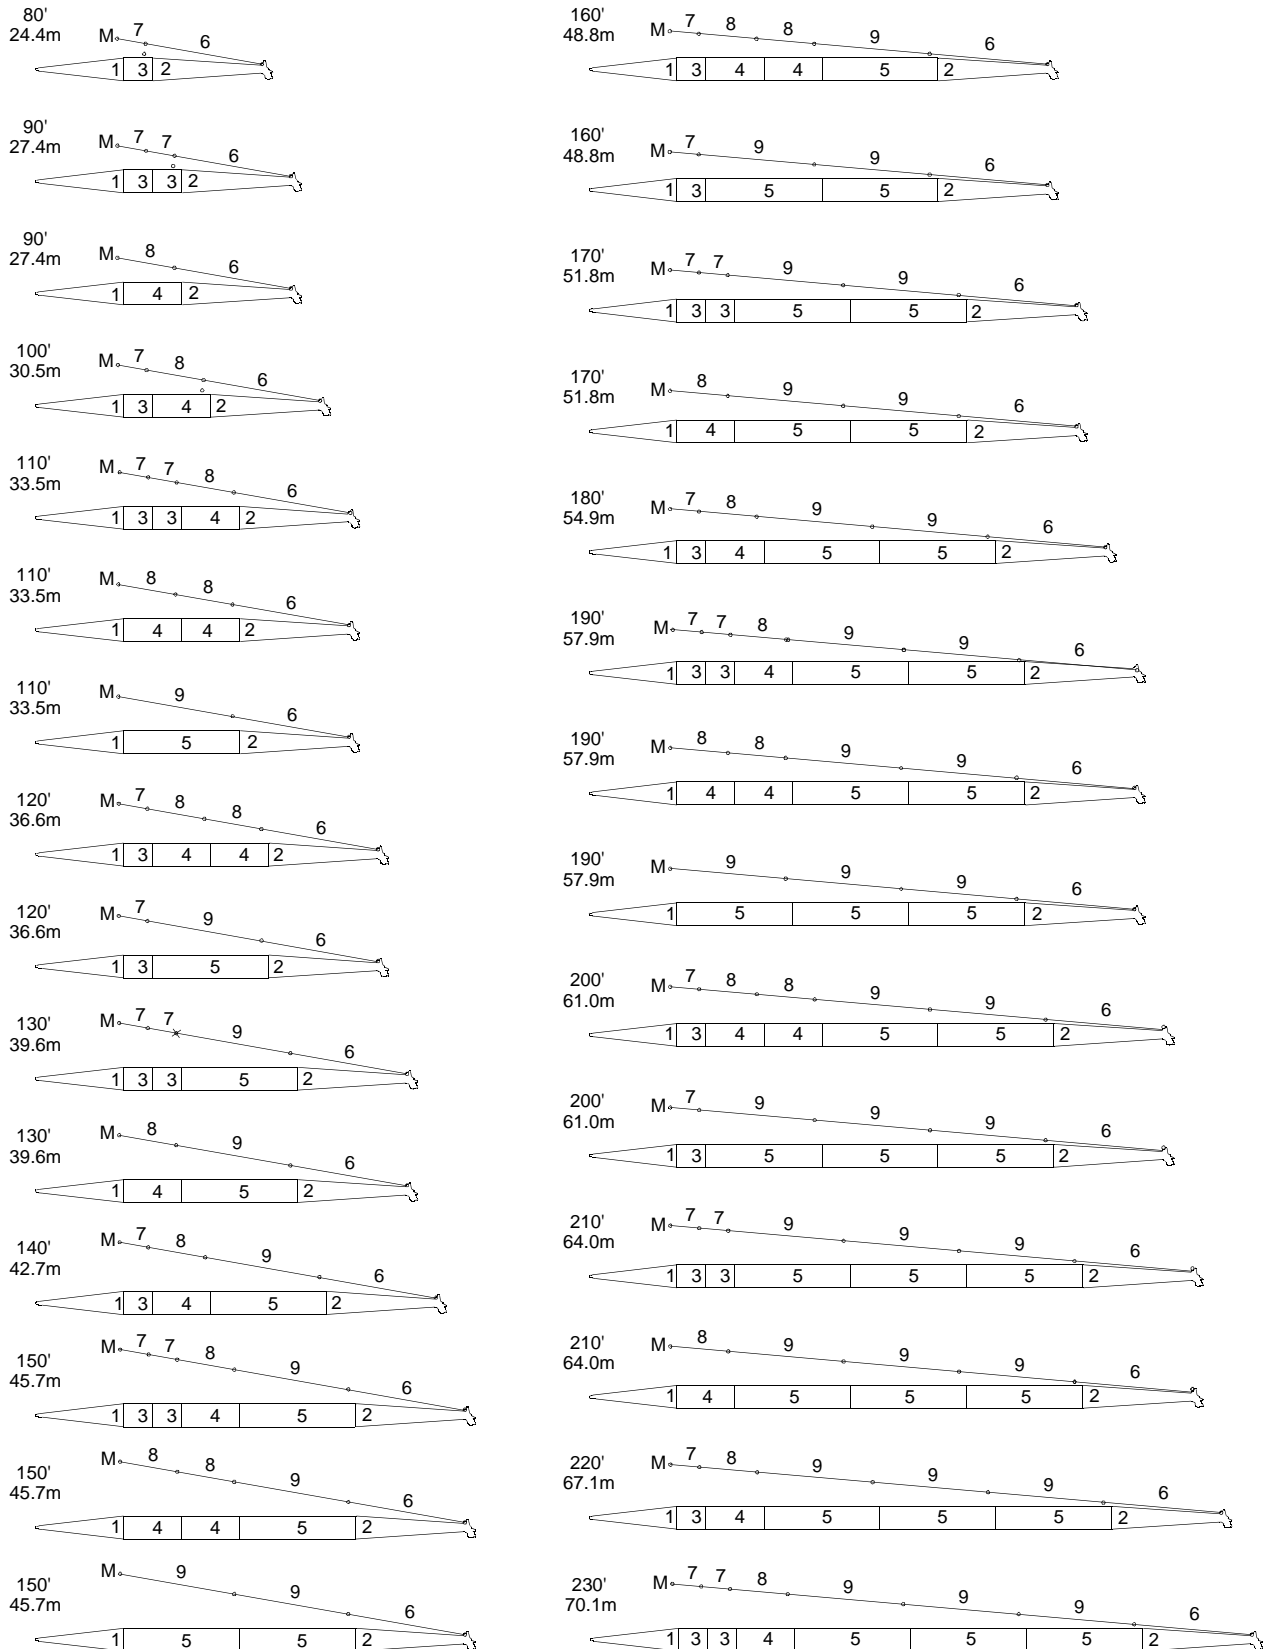 80'
24.4m
M 7 6
1 3 2
90'
27.4m
M 7 7 6
1 3 3 2
90'
27.4m
M 8 6
1 4 2
100'
30.5m
M 7 8 6
1 3 4 2
110'
33.5m
M 7 7 8 6
1 3 3 4 2
110'
33.5m
M 8 8 6
1 4 4 2
110'
33.5m
M 9 6
1 5 2
120'
36.6m
M 7 8 8 6
1 3 4 4 2
120'
36.6m
M 7 9 6
1 3 5 2
130'
39.6m
M 7 7 9 6
1 3 3 5 2
130'
39.6m
M 8 9 6
1 4 5 2
140'
42.7m
M 7 8 9 6
1 3 4 5 2
150'
45.7m
M 7 7 8 9 6
1 3 3 4 5 2
150'
45.7m
M 8 8 9 6
1 4 4 5 2
150'
45.7m
M 9 9 6
1 5 5 2
160'
48.8m
M 7 8 8 9 6
1 3 4 4 5 2
160'
48.8m
M 7 9 9 6
1 3 5 5 2
170'
51.8m
M 7 7 9 9 6
1 3 3 5 5 2
170'
51.8m
M 8 9 9 6
1 4 5 5 2
180'
54.9m
M 7 8 9 9 6
1 3 4 5 5 2
190'
57.9m
M 7 7 8 9 9 6
1 3 3 4 5 5 2
190'
57.9m
M 8 8 9 9 6
1 4 4 5 5 2
190'
57.9m
M 9 9 9 6
1 5 5 5 2
200'
61.0m
M 7 8 8 9 9 6
1 3 4 4 5 5 2
200'
61.0m
M 7 9 9 9 6
1 3 5 5 5 2
210'
64.0m
M 7 7 9 9 9 6
1 3 3 5 5 5 2
210'
64.0m
M 8 9 9 9 6
1 4 5 5 5 2
220'
67.1m
M 7 8 9 9 9 6
1 3 4 5 5 5 2
230'
70.1m
M 7 7 8 9 9 9 6
1 3 3 4 5 5 5 2